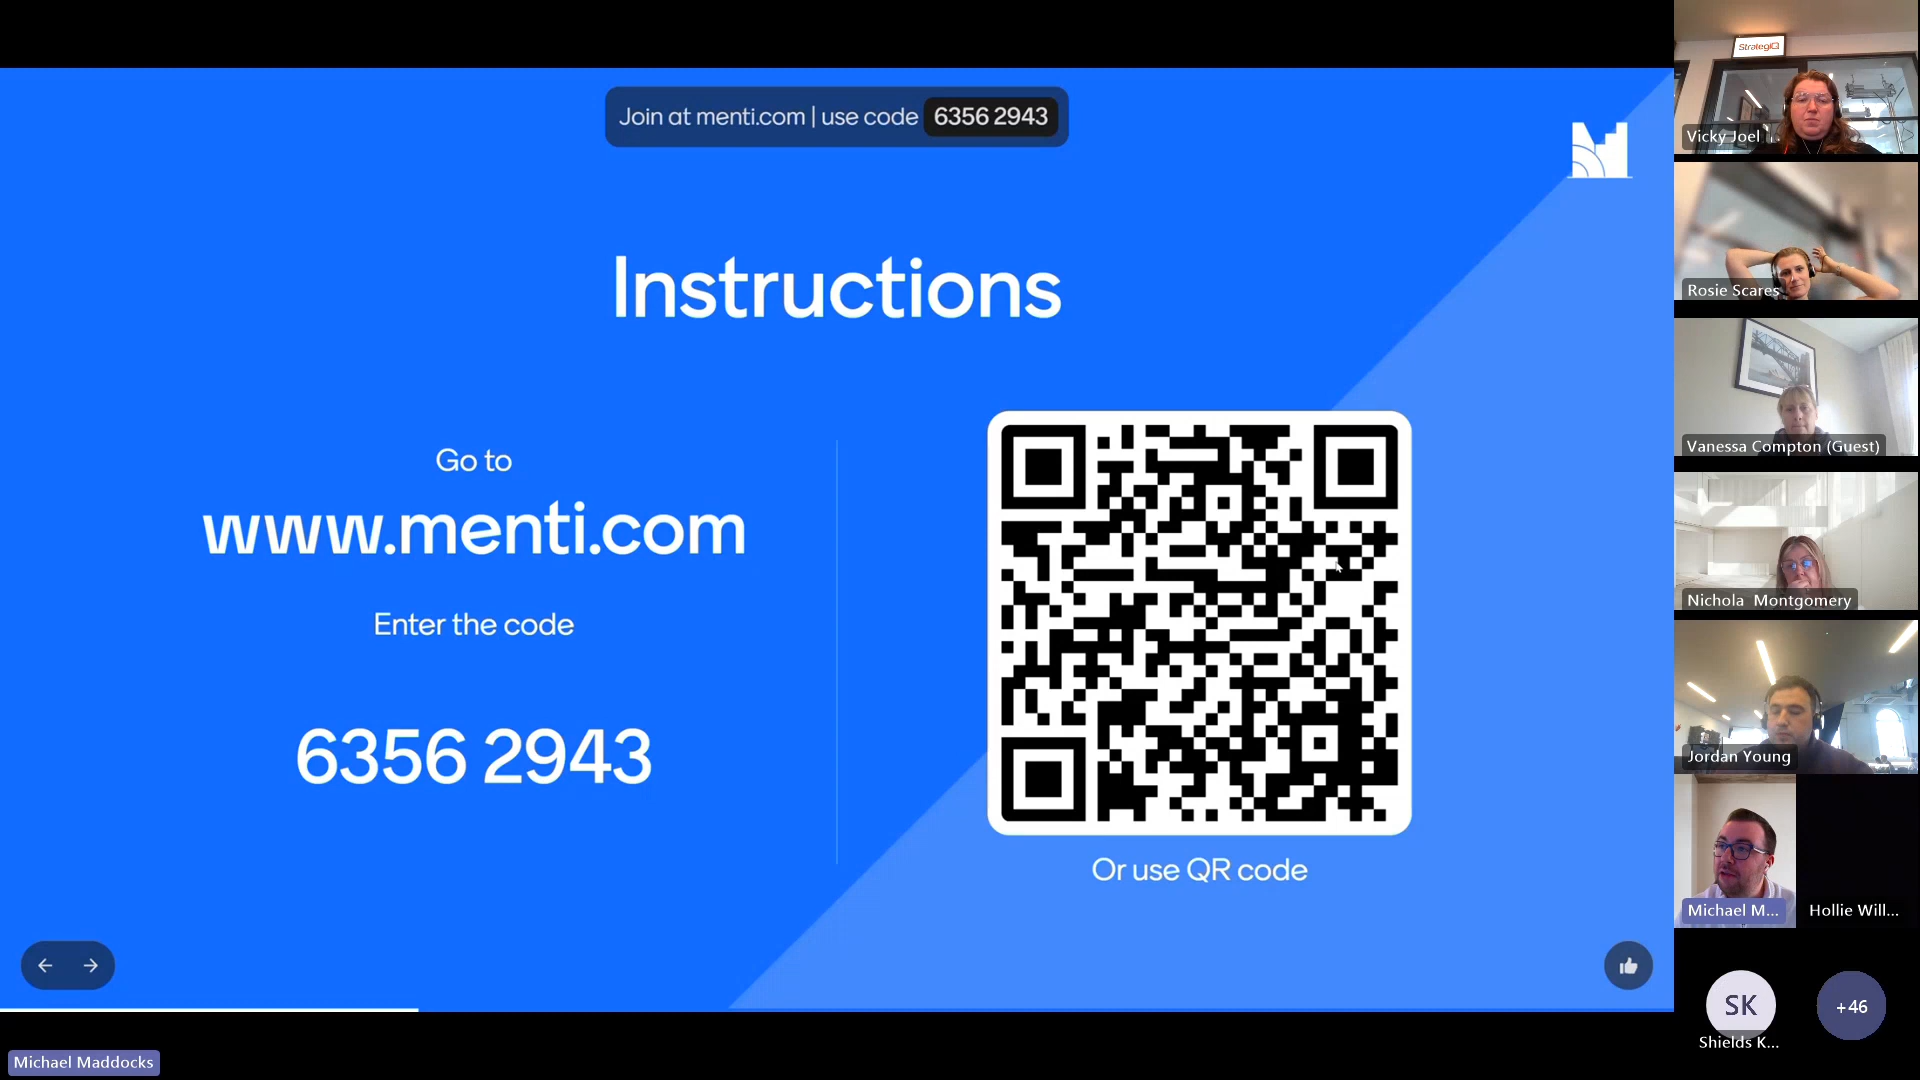 Join at menti.com | use code 6356 2943
Instructions
Go to
www.menti.com
Enter the code
6356 2943
Or use QR code
StrategiQ
Vicky Joel
Rosie Scares
Vanessa Compton (Guest)
Nichola Montgomery
Jordan Young
Michael M...
Hollie Will...
SK
+46
Shields K...
Michael Maddocks